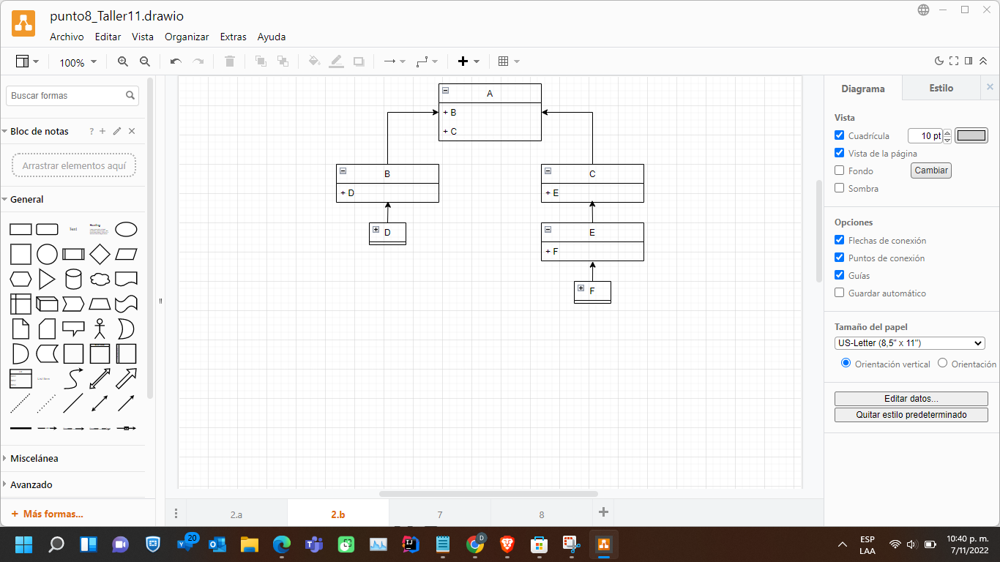 punto8_Taller11.drawio
Archivo Editar Vista Organizar Extras Ayuda
100%
Buscar formas
Bloc de notas
?
Arrastrar elementos aquí
General
Text
Heading
Misceláneа
Avanzado
+ Más formas...
A
+ B
+ C
B
+ D
C
+ E
D
E
+ F
F
2.a
2.b
7
8
Diagrama
Estilo
Vista
Cuadrícula
10 pt
Vista de la página
Fondo
Cambiar
Sombra
Opciones
Flechas de conexión
Puntos de conexión
Guías
Guardar automático
Tamaño del papel
US-Letter (8,5" x 11")
Orientación vertical
Orientación
Editar datos...
Quitar estilo predeterminado
20
D
ESP
LAA
10:40 p. m.
7/11/2022